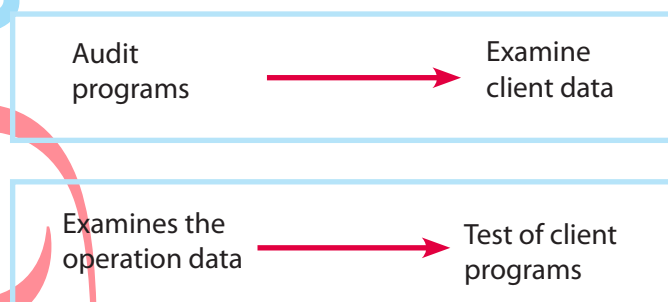 Audit
programs
Examine
client data
Examines the
operation data
Test of client
programs